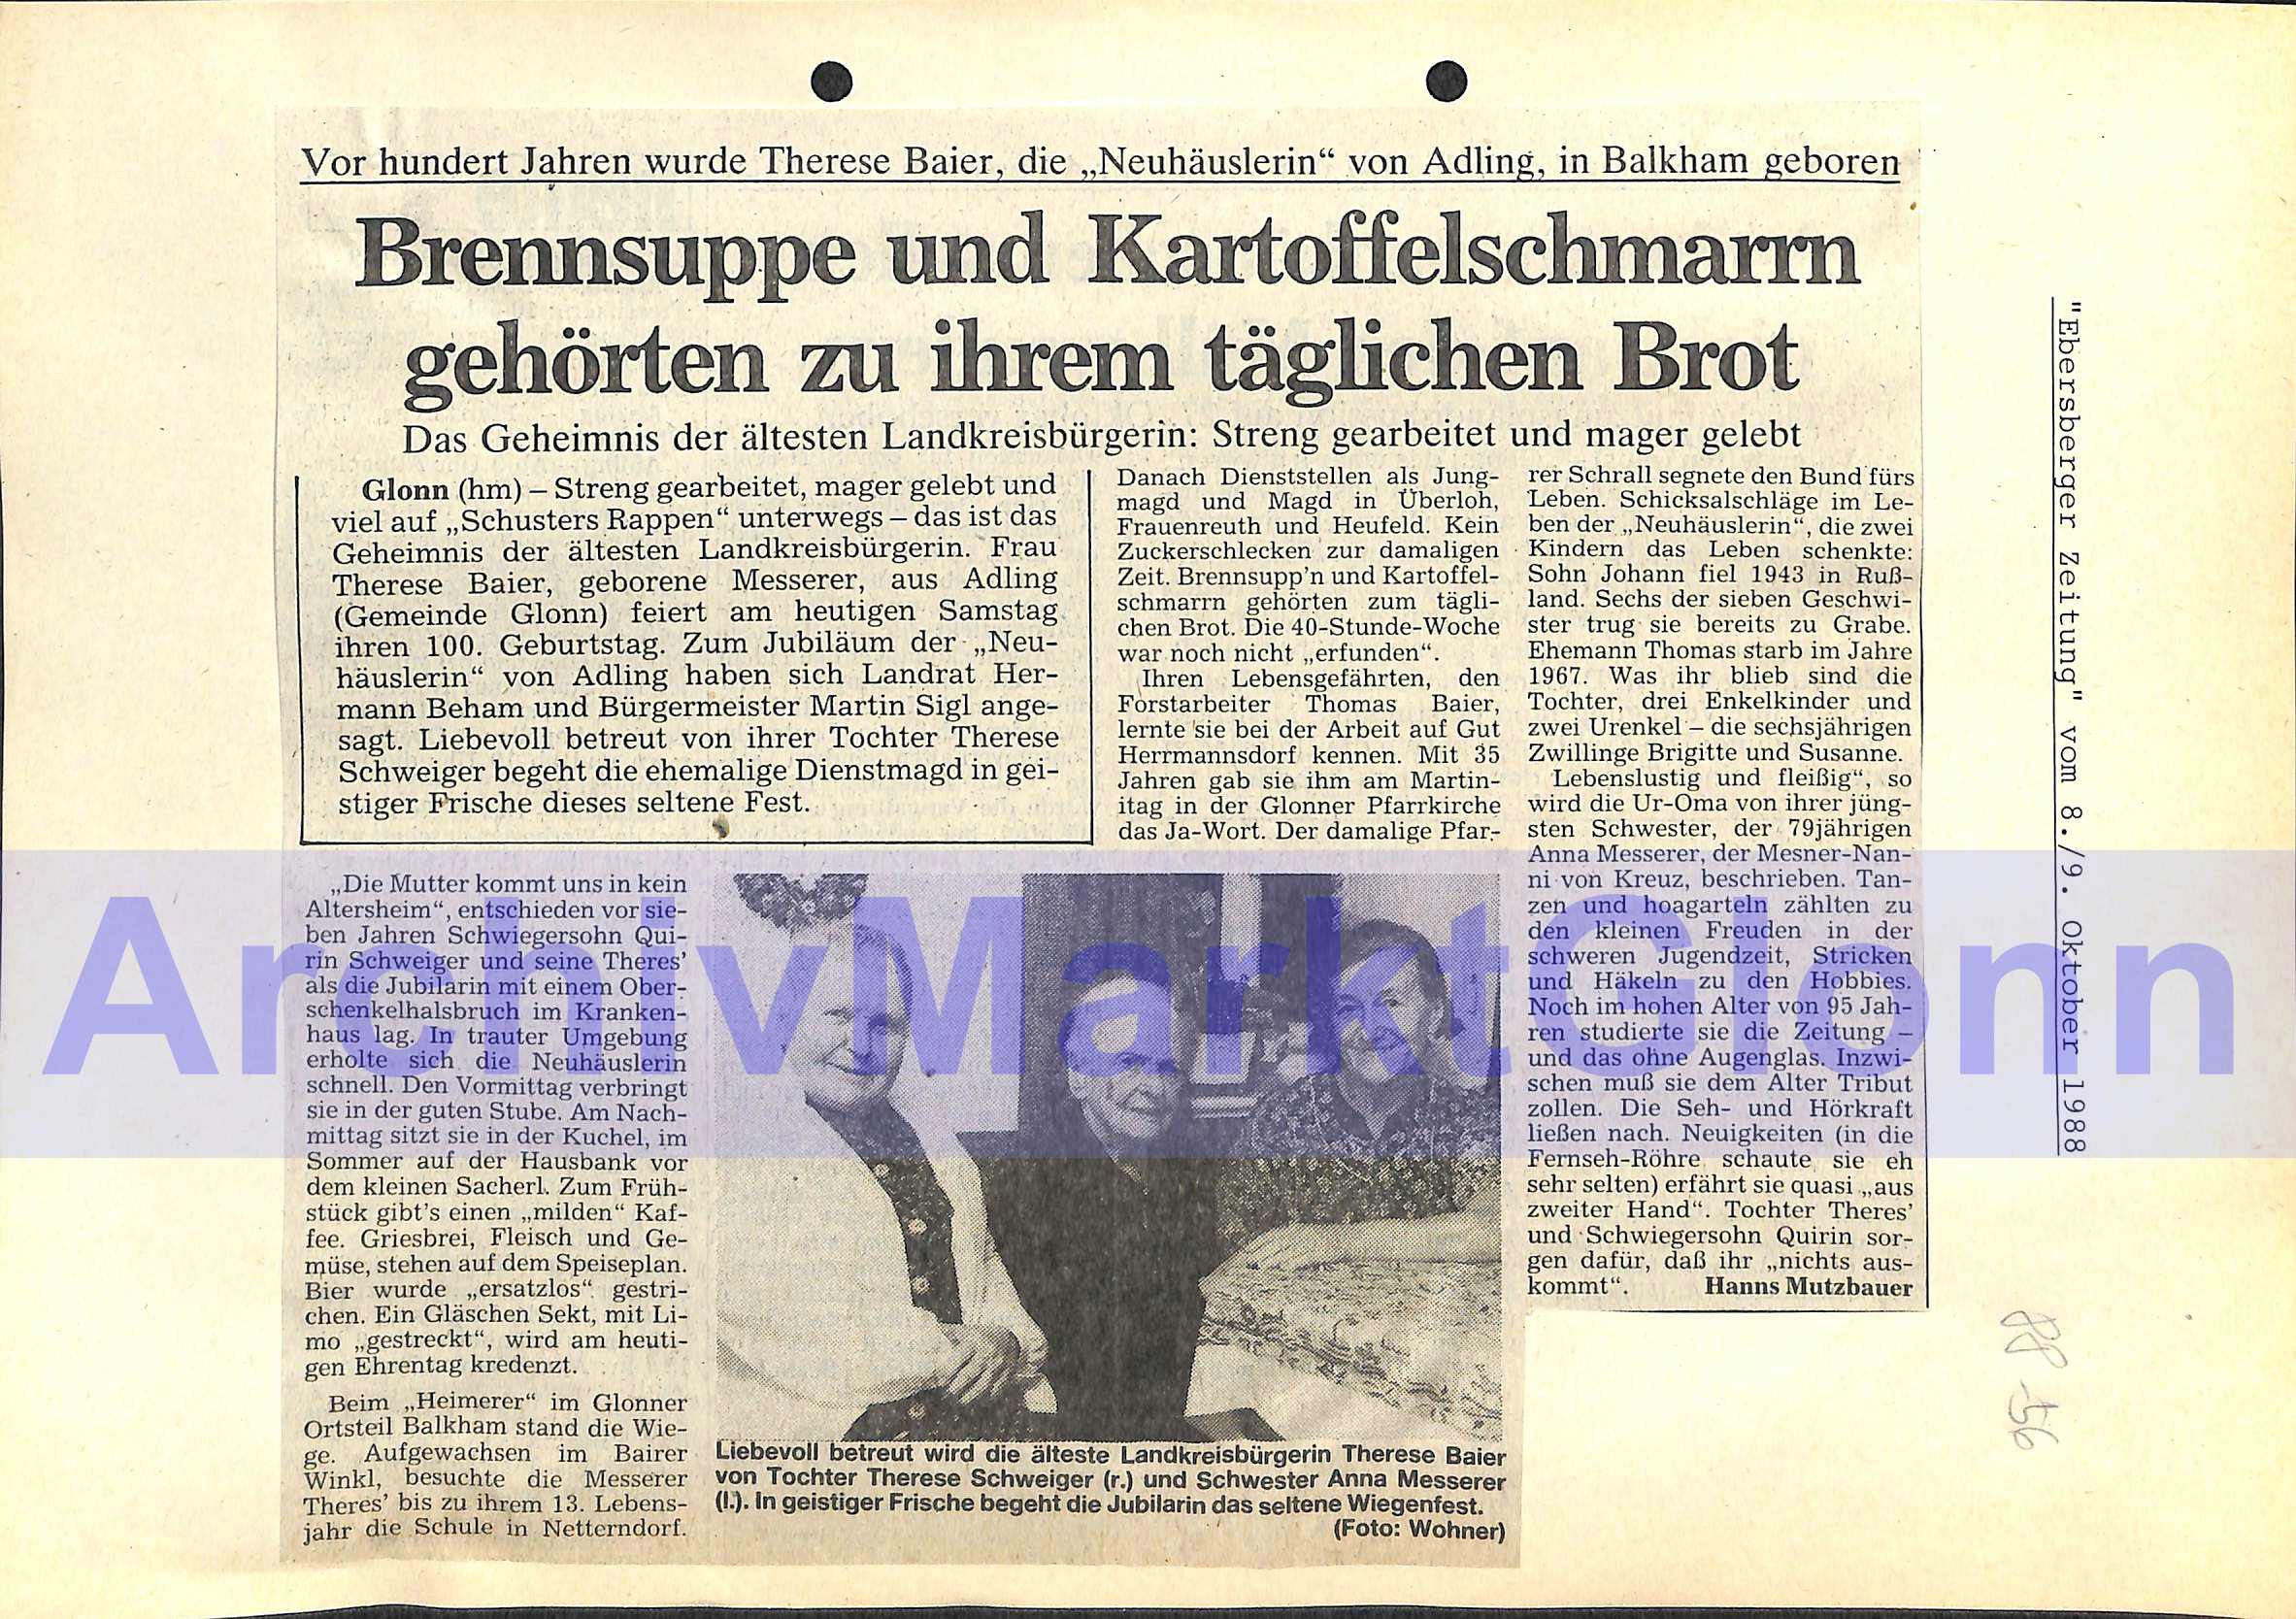 Vor hundert Jahren wurde Therese Baier, die „Neuhäuslerin“ von Adling, in Balkham geboren
Brennsuppe und Kartoffelschmarrn
gehörten zu ihrem täglichen Brot
Das Geheimnis der ältesten Landkreisbürgerin: Streng gearbeitet und mager gelebt
Glonn (hm) – Streng gearbeitet, mager gelebt und
viel auf „Schusters Rappen“ unterwegs – das ist das
Geheimnis der ältesten Landkreisbürgerin. Frau
Therese Baier, geborene Messerer, aus Adling
(Gemeinde Glonn) feiert am heutigen Samstag
ihren 100. Geburtstag. Zum Jubiläum der „Neu-
häuslerin“ von Adling haben sich Landrat Her-
mann Beham und Bürgermeister Martin Sigl ange-
sagt. Liebevoll betreut von ihrer Tochter Therese
Schweiger begeht die ehemalige Dienstmagd in gei-
stiger Frische dieses seltene Fest.
„Die Mutter kommt uns in kein
Altersheim“, entschieden vor sie-
ben Jahren Schwiegersohn Qui-
rin Schweiger und seine Theres’
als die Jubilarin mit einem Ober-
schenkelhalsbruch im Kranken-
haus lag. In trauter Umgebung
erholte sich die Neuhäuslerin
schnell. Den Vormittag verbringt
sie in der guten Stube. Am Nach-
mittag sitzt sie in der Kuchel, im
Sommer auf der Hausbank vor
dem kleinen Sacherl. Zum Früh-
stück gibt’s einen „milden“ Kaf-
fee. Griesbrei, Fleisch und Ge-
müse, stehen auf dem Speiseplan.
Bier wurde „ersatzlos“ gestri-
chen. Ein Gläschen Sekt, mit Li-
mo „gestreckt“, wird am heuti-
gen Ehrentag kredenzt.
Beim „Heimerer“ im Glonner
Ortsteil Balkham stand die Wie-
ge. Aufgewachsen im Bairer
Winkl, besuchte die Messerer
Theres’ bis zu ihrem 13. Lebens-
jahr die Schule in Netterndorf.
Danach Dienststellen als Jung-
magd und Magd in Überloh,
Frauenreuth und Heufeld. Kein
Zuckerschlecken zur damaligen
Zeit. Brennsupp’n und Kartoffel-
schmarrn gehörten zum tägli-
chen Brot. Die 40-Stunde-Woche
war noch nicht „erfunden“.
Ihren Lebensgefährten, den
Forstarbeiter Thomas Baier,
lernte sie bei der Arbeit auf Gut
Herrmannsdorf kennen. Mit 35
Jahren gab sie ihm am Martin-
itag in der Glonner Pfarrkirche
das Ja-Wort. Der damalige Pfar-
rer Schrall segnete den Bund fürs
Leben. Schicksalschläge im Le-
ben der „Neuhäuslerin“, die zwei
Kindern das Leben schenkte:
Sohn Johann fiel 1943 in Ruß-
land. Sechs der sieben Geschwi-
ster trug sie bereits zu Grabe.
Ehemann Thomas starb im Jahre
1967. Was ihr blieb sind die
Tochter, drei Enkelkinder und
zwei Urenkel – die sechsjährigen
Zwillinge Brigitte und Susanne.
Lebenslustig und fleißig“, so
wird die Ur-Oma von ihrer jüng-
sten Schwester, der 79jährigen
Anna Messerer, der Mesner-Nan-
ni von Kreuz, beschrieben. Tan-
zen und hoagarteln zählten zu
den kleinen Freuden in der
schweren Jugendzeit, Stricken
und Häkeln zu den Hobbies.
Noch im hohen Alter von 95 Jah-
ren studierte sie die Zeitung –
und das ohne Augenglas. Inzwi-
schen muß sie dem Alter Tribut
zollen. Die Seh- und Hörkraft
ließen nach. Neuigkeiten (in die
Fernseh-Röhre schaute sie eh
sehr selten) erfährt sie quasi „aus
zweiter Hand“. Tochter Theres’
und Schwiegersohn Quirin sor-
gen dafür, daß ihr „nichts aus-
kommt“. Hanns Mutzbauer
Liebevoll betreut wird die älteste Landkreisbürgerin Therese Baier
von Tochter Therese Schweiger (r.) und Schwester Anna Messerer
(l.). In geistiger Frische begeht die Jubilarin das seltene Wiegenfest.
(Foto: Wohner)
"Ebersberger Zeitung" vom 8./9. Oktober 1988
88-56
ArchivMarktGlonn